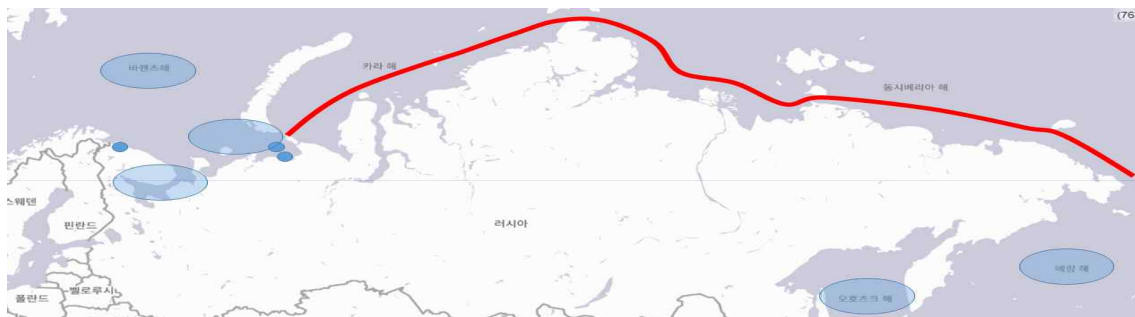 (76
바렌츠해
카라 해
동시베리아 해
스웨덴
핀란드
러시아
베링 해
벨로루시
폴란드
오호츠크 해